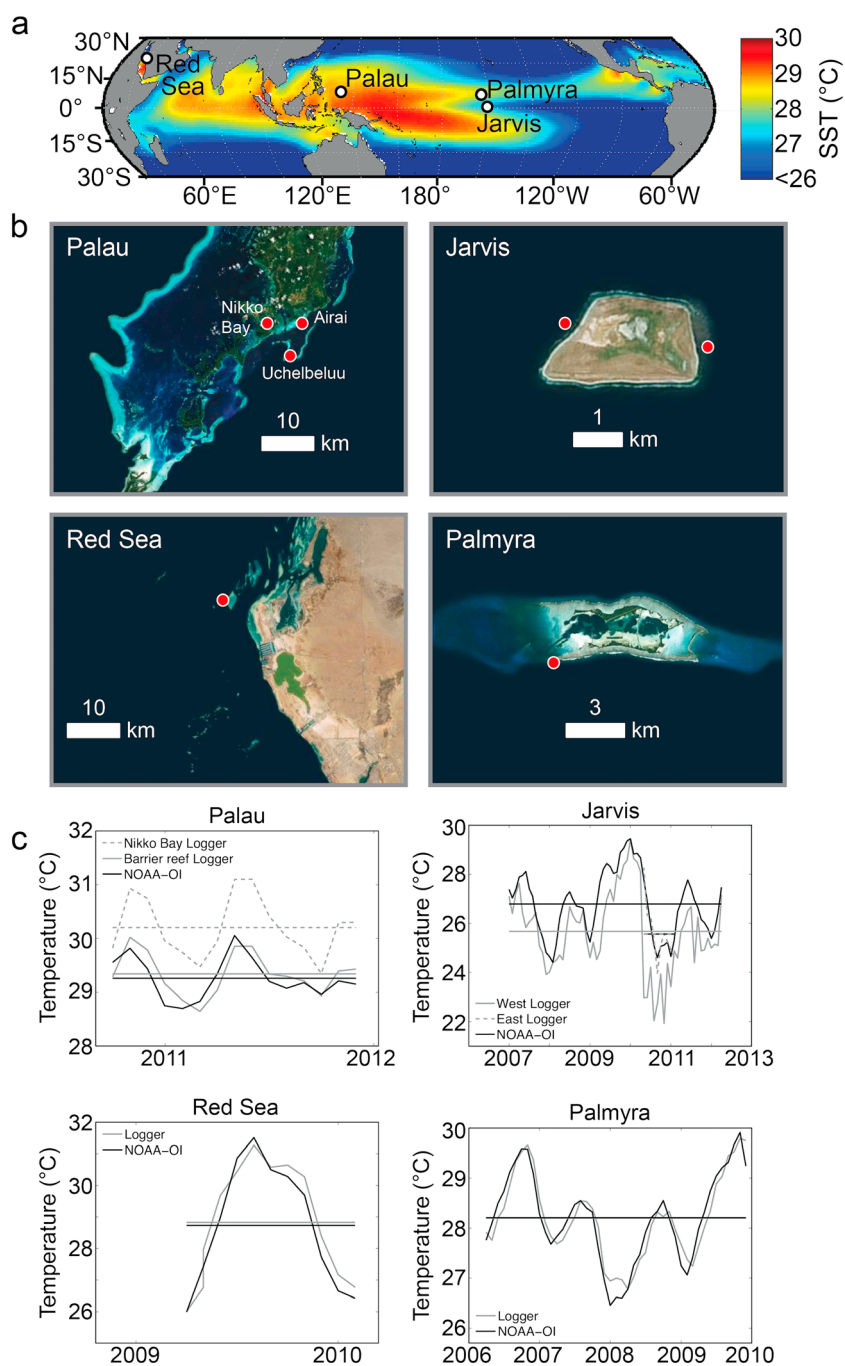 a
30°N
15°N
0°
15°S
30°S
Red
Sea
Palau
Palmyra
Jarvis
60°E
120°E
180
120°W
60°W
30
29
28
27
<26
SST (°C)
b
Palau
Nikko
Bay
Airai
Uchelbeluu
10
km
Jarvis
1
km
Red Sea
10
km
Palmyra
3
km
c
Palau
Temperature (°C)
32
31
30
29
28
Nikko Bay Logger
Barrier reef Logger
NOAA-OI
2011
2012
Jarvis
Temperature (°C)
30
28
26
24
22
West Logger
East Logger
NOAA-OI
2007
2009
2011
2013
Red Sea
Temperature (°C)
32
31
30
28
26
Logger
NOAA-OI
2009
2010
Palmyra
Temperature (°C)
30
29
28
27
26
Logger
NOAA-OI
2006
2007
2008
2009
2010